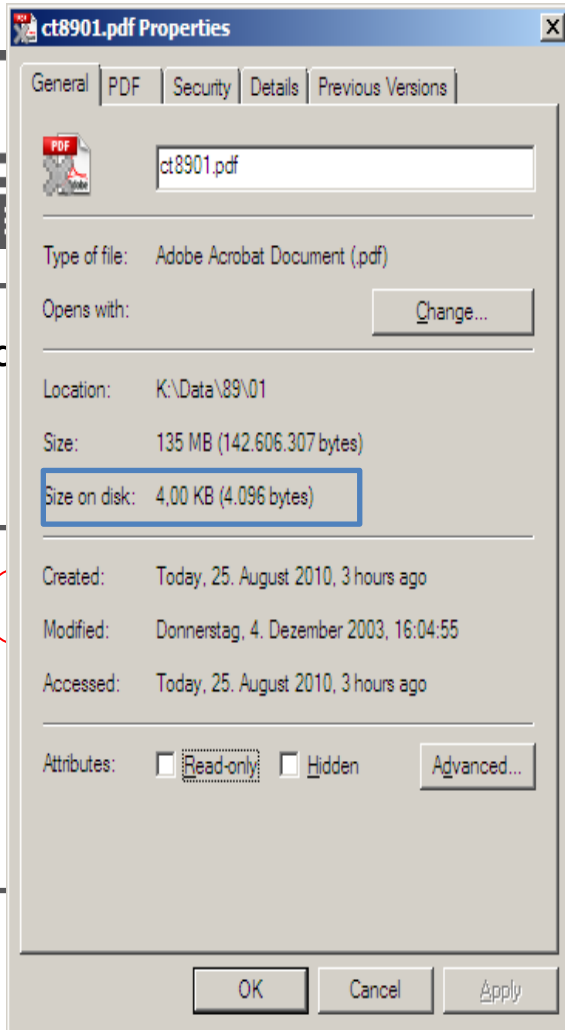 ct8901.pdf Properties
General PDF Security Details Previous Versions
PDF
Adobe
ct8901.pdf
Type of file: Adobe Acrobat Document (.pdf)
Opens with: Change...
Location: K:\Data\89\01
Size: 135 MB (142.606.307 bytes)
Size on disk: 4,00 KB (4.096 bytes)
Created: Today, 25. August 2010, 3 hours ago
Modified: Donnerstag, 4. Dezember 2003, 16:04:55
Accessed: Today, 25. August 2010, 3 hours ago
Attributes: Read-only Hidden Advanced...
OK Cancel Apply